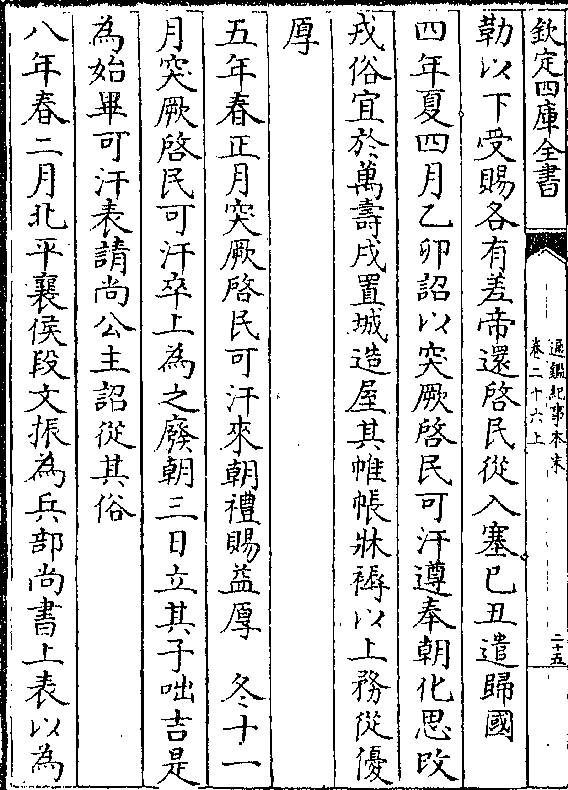 欽定四庫全書
通鑑紀事本末
卷二十六上
二十五
勒以下受賜各有差帝還啓民從入塞己丑遣歸國
四年夏四月乙卯詔以突厥啓民可汗遵奉朝化思改
戎俗宜於萬壽戍置城造屋其帷帳牀褥以上務從優
厚
五年春正月突厥啓民可汗來朝禮賜益厚　冬十一
月突厥啓民可汗卒上為之廢朝三日立其子咄吉是
為始畢可汗表請尚公主詔從其俗
八年春二月北平襄侯段文振為兵部尚書上表以為